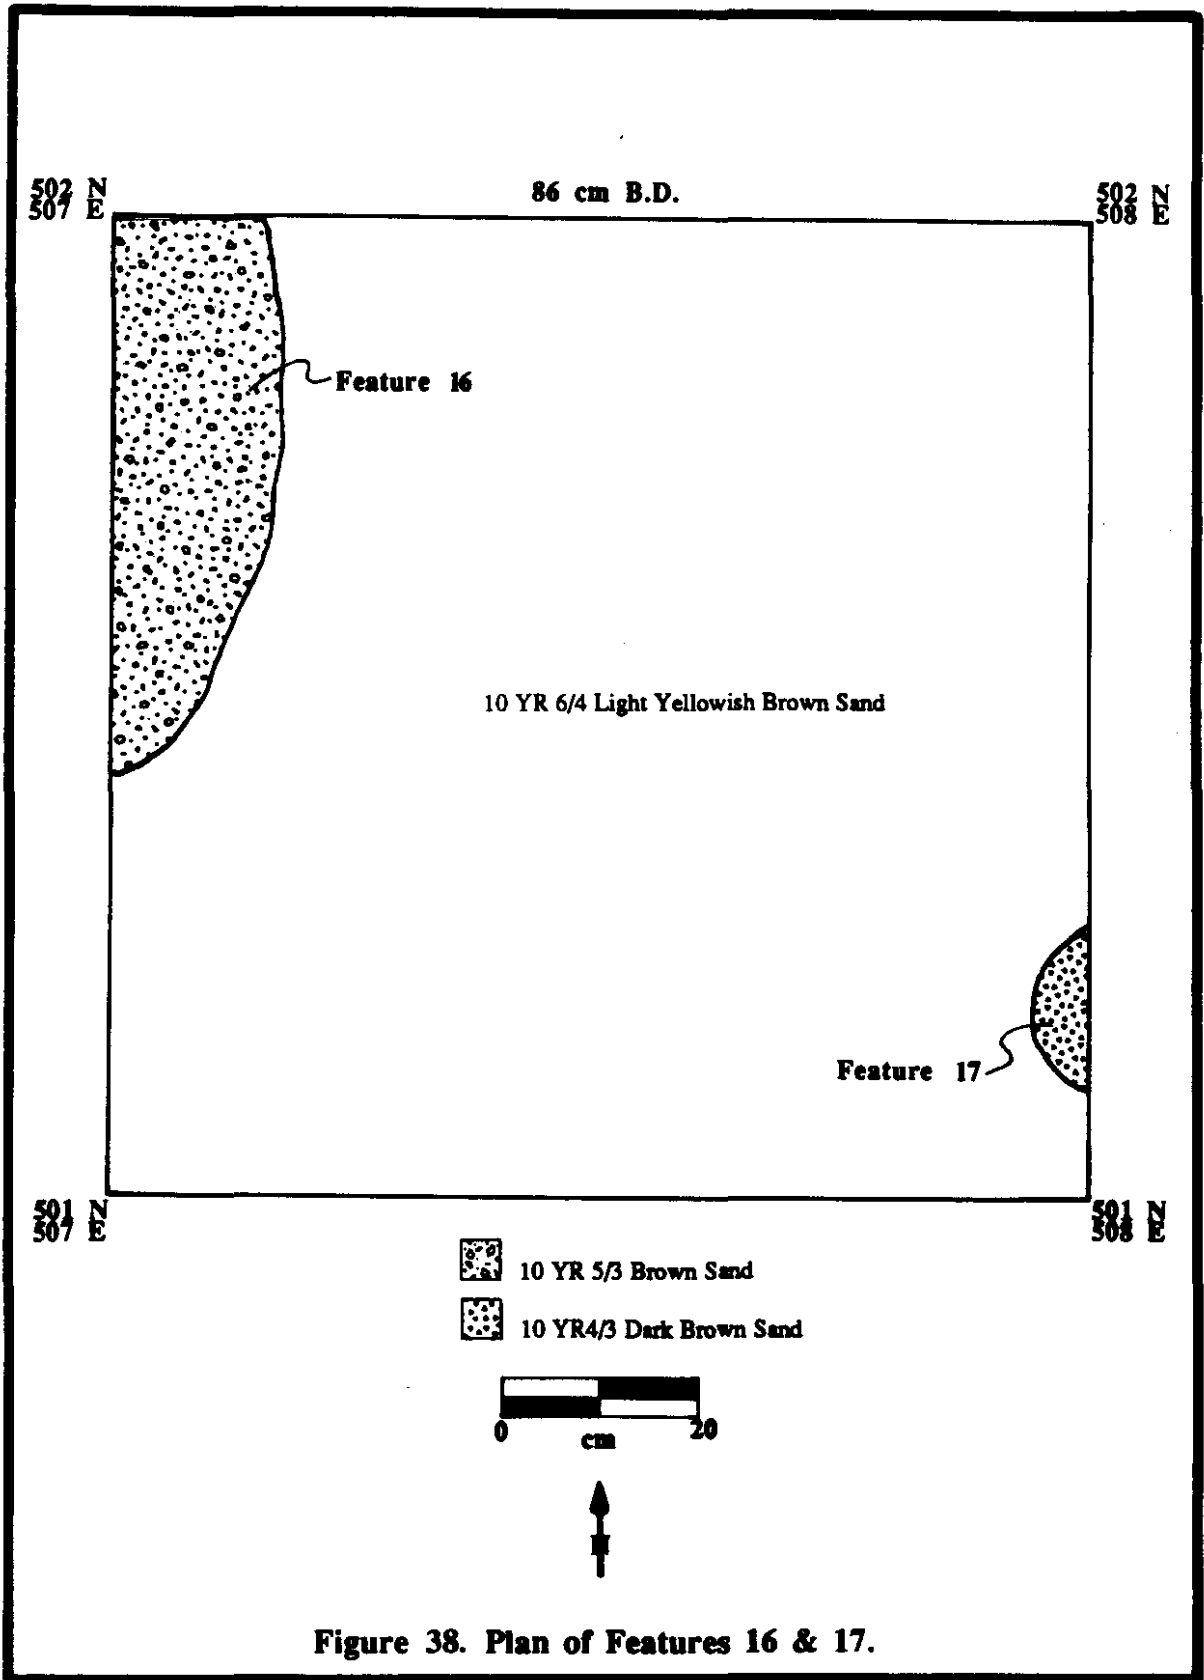 502 N
507 E
86 cm B.D.
502 N
508 E
Feature 16
10 YR 6/4 Light Yellowish Brown Sand
Feature 17
501 N
507 E
501 N
508 E
10 YR 5/3 Brown Sand
10 YR4/3 Dark Brown Sand
0 20
cm
N
Figure 38. Plan of Features 16 & 17.